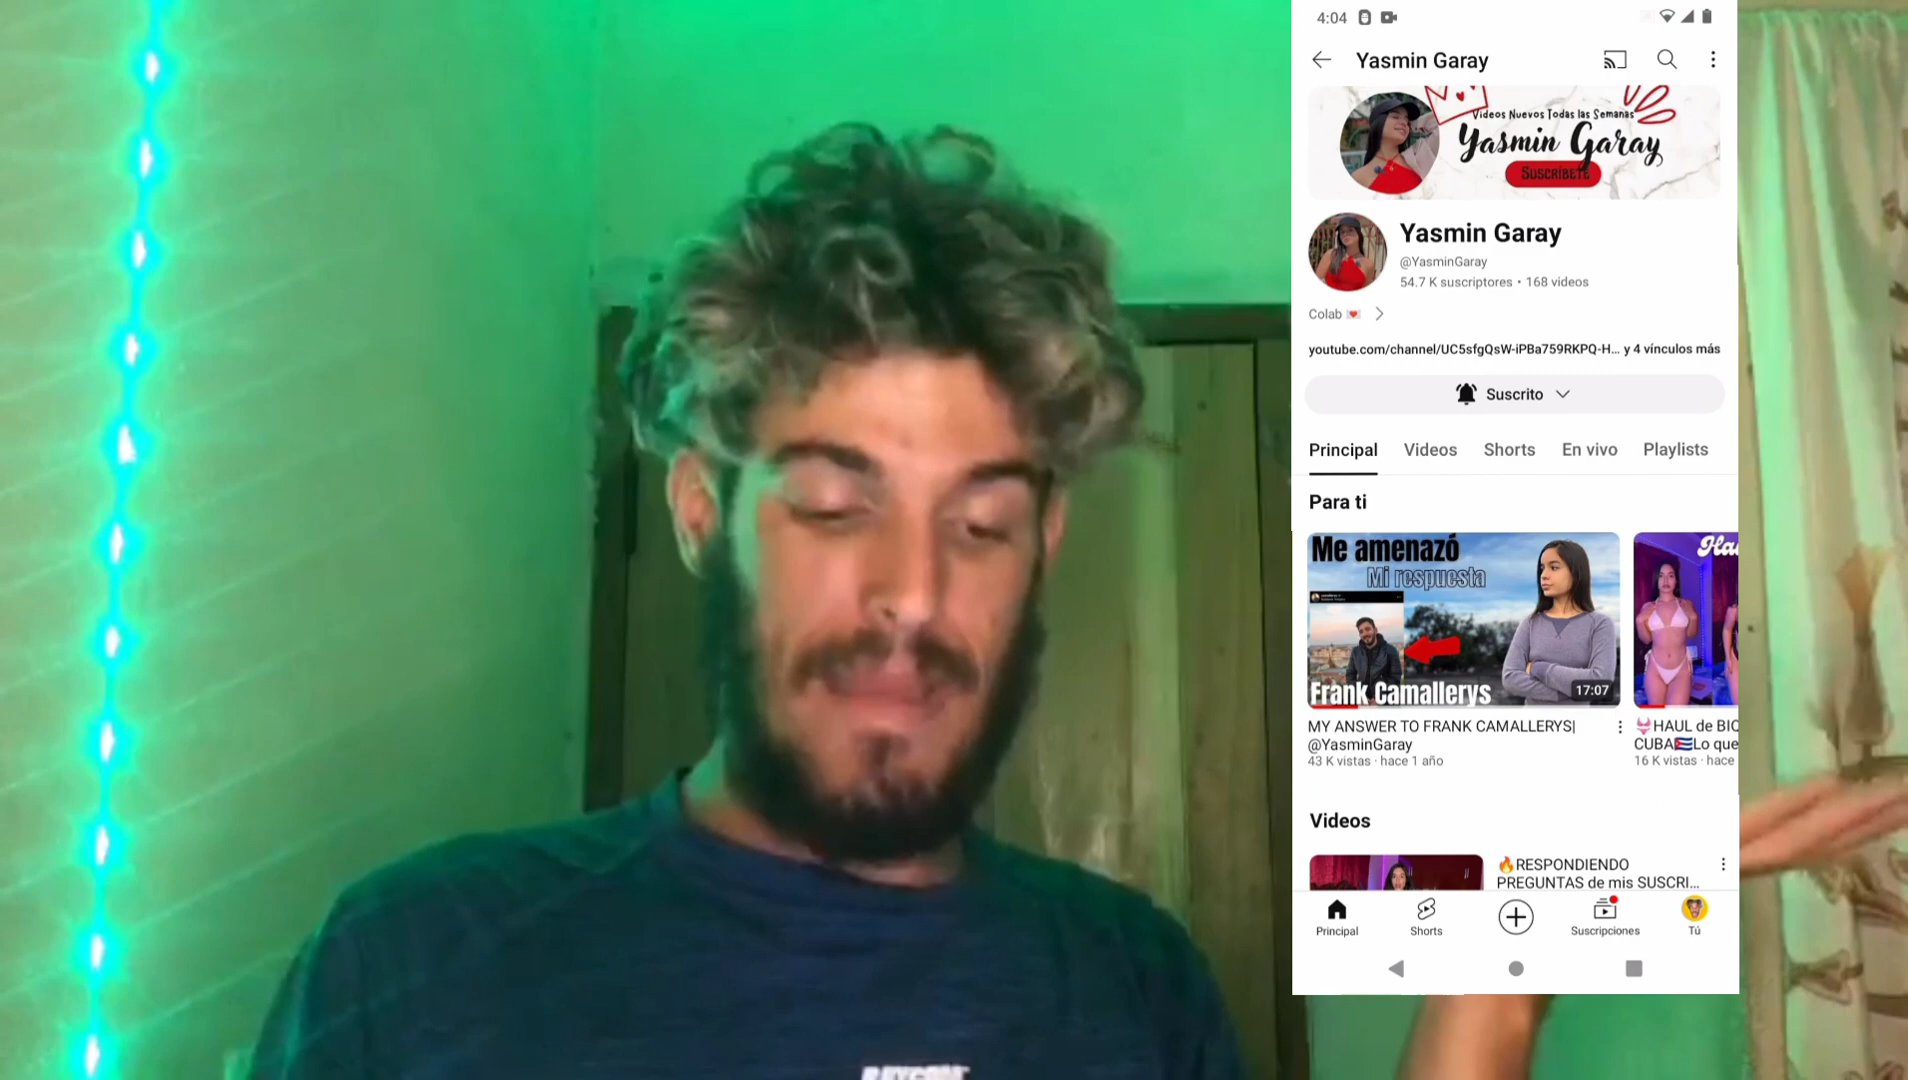 4:04
Yasmin Garay
Videos Nuevos Todas las Semanas
Yasmin Garay
SUSCRÍBETE
Yasmin Garay
@YasminGaray
54.7 K suscriptores • 168 videos
Colab 💌
youtube.com/channel/UC5sfgQsW-iPBa759RKPQ-H... y 4 vínculos más
Suscrito
Principal Videos Shorts En vivo Playlists
Para ti
Me amenazó
Mi respuesta
Frank Camallerys
17:07
MY ANSWER TO FRANK CAMALLERYS|
@YasminGaray
43 K vistas · hace 1 año
👙HAUL de BIQ
CUBA🇨🇺Lo que
16 K vistas · hace
Videos
🔥RESPONDIENDO
PREGUNTAS de mis SUSCRI...
Principal Shorts Suscripciones Tú